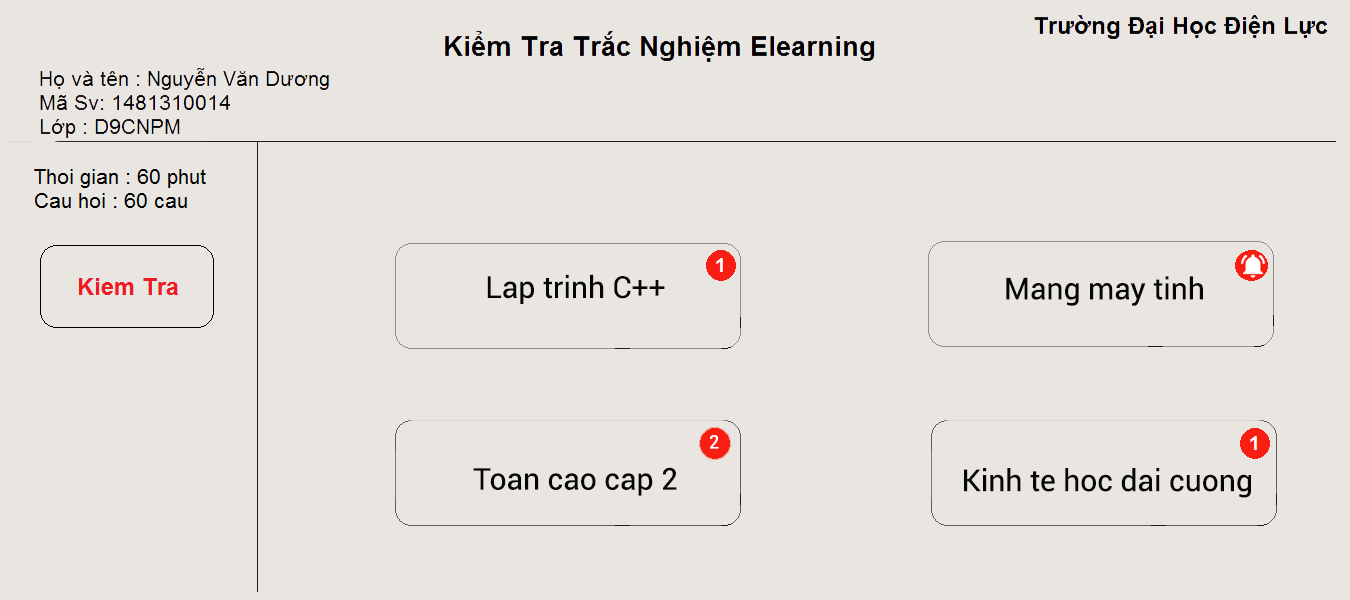 Trường Đại Học Điện Lực
Kiểm Tra Trắc Nghiệm Elearning
Họ và tên : Nguyễn Văn Dương
Mã Sv: 1481310014
Lớp : D9CNPM
Thoi gian : 60 phut
Cau hoi : 60 cau
Kiem Tra
Lap trinh C++
1
Mang may tinh
Toan cao cap 2
2
Kinh te hoc dai cuong
1